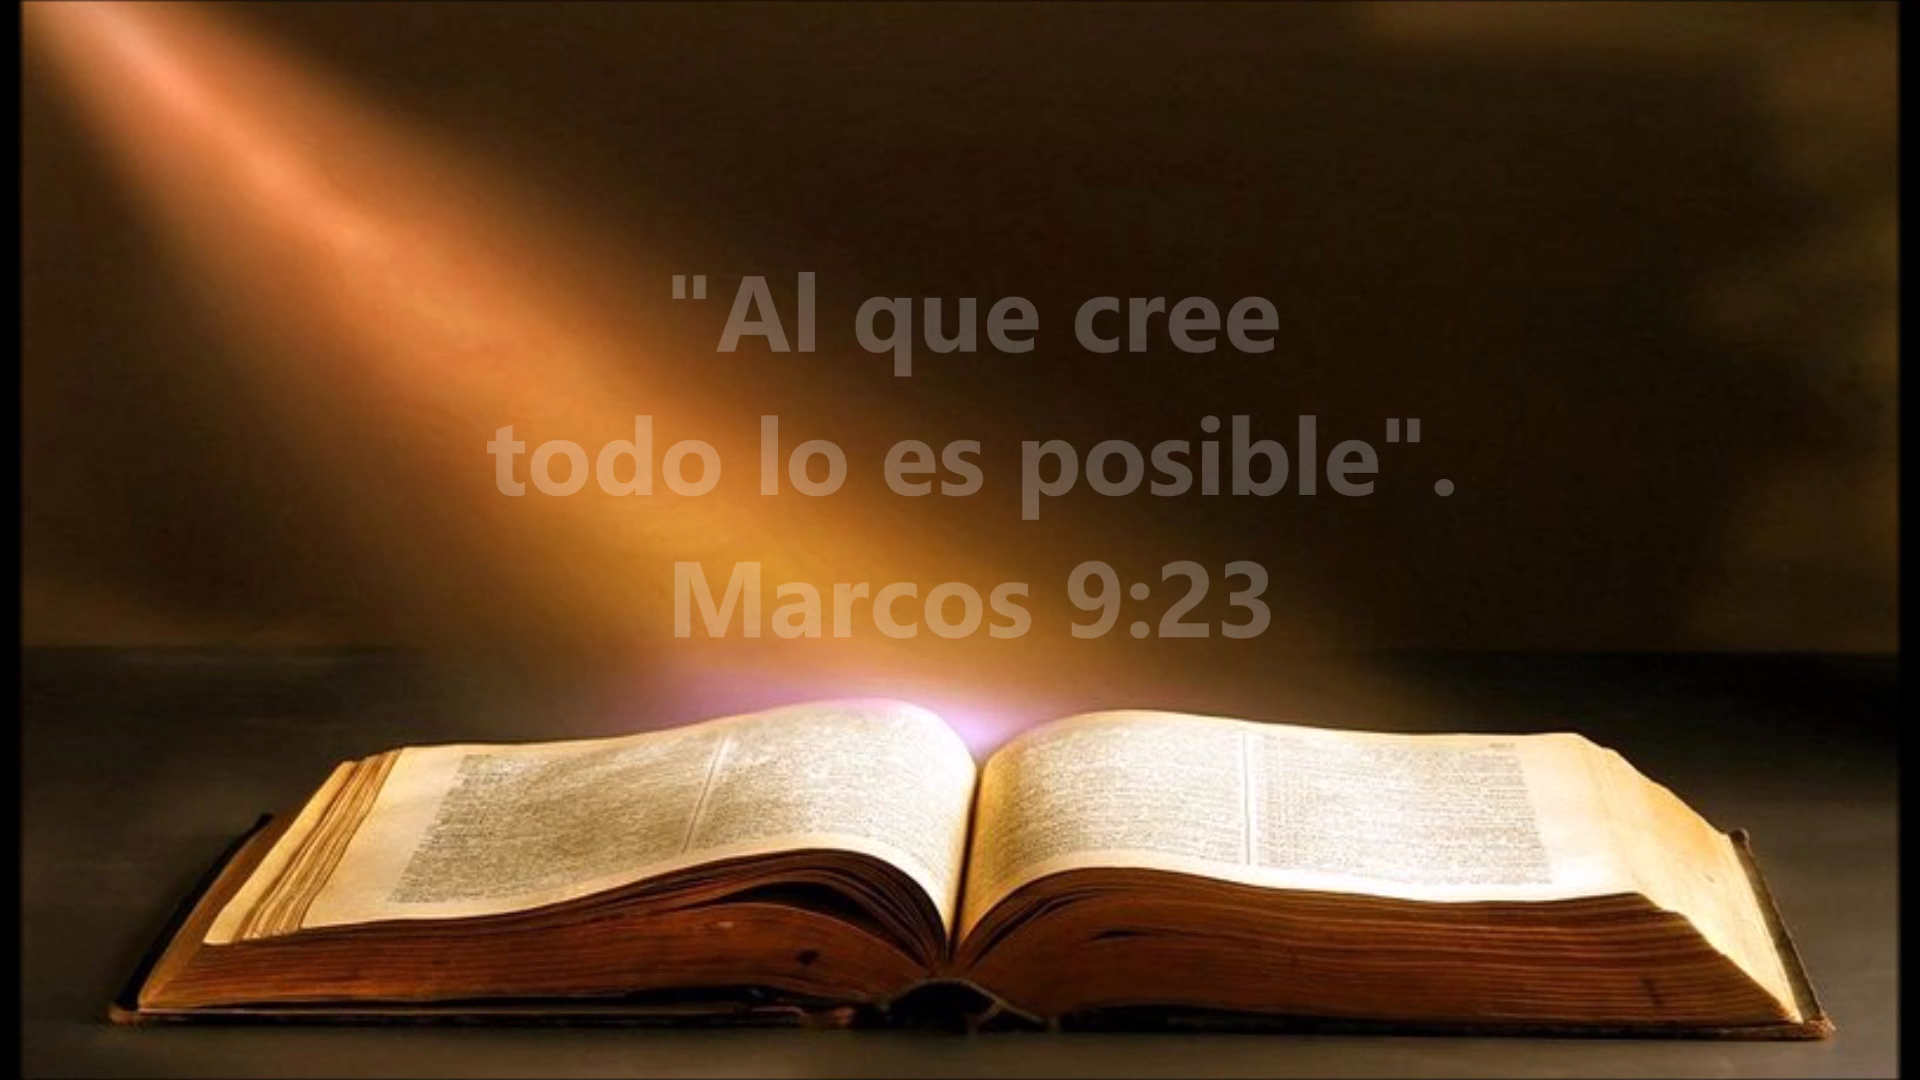 "Al que cree
todo lo es posible".
Marcos 9:23